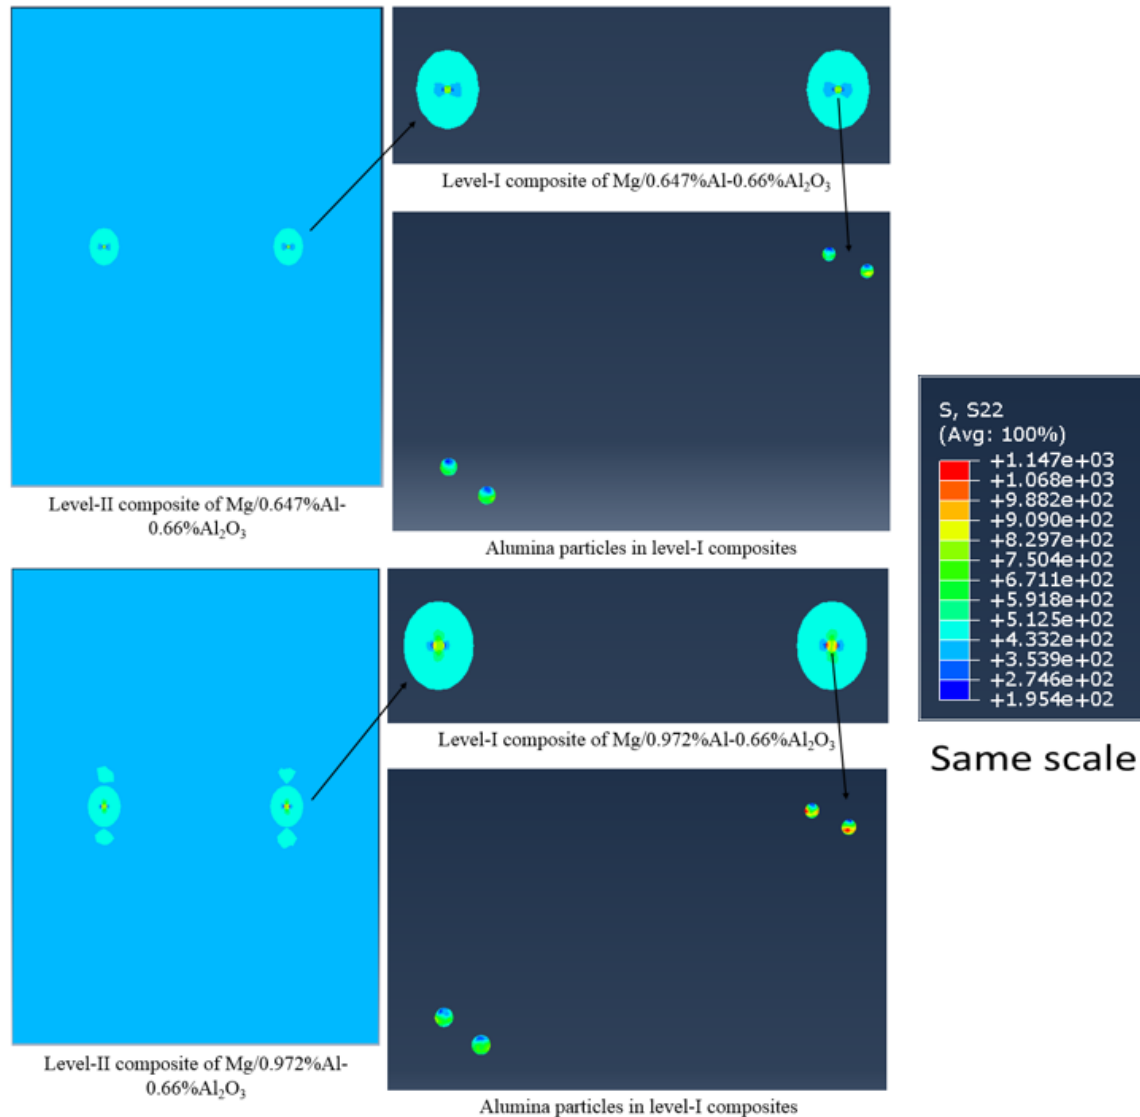 Level-I composite of Mg/0.647%Al-0.66%Al₂O₃
Level-II composite of Mg/0.647%Al-
0.66%Al₂O₃
Alumina particles in level-I composites
S, S22
(Avg: 100%)
+1.147e+03
+1.068e+03
+9.882e+02
+9.090e+02
+8.297e+02
+7.504e+02
+6.711e+02
+5.918e+02
+5.125e+02
+4.332e+02
+3.539e+02
+2.746e+02
+1.954e+02
Same scale
Level-I composite of Mg/0.972%Al-0.66%Al₂O₃
Level-II composite of Mg/0.972%Al-
0.66%Al₂O₃
Alumina particles in level-I composites